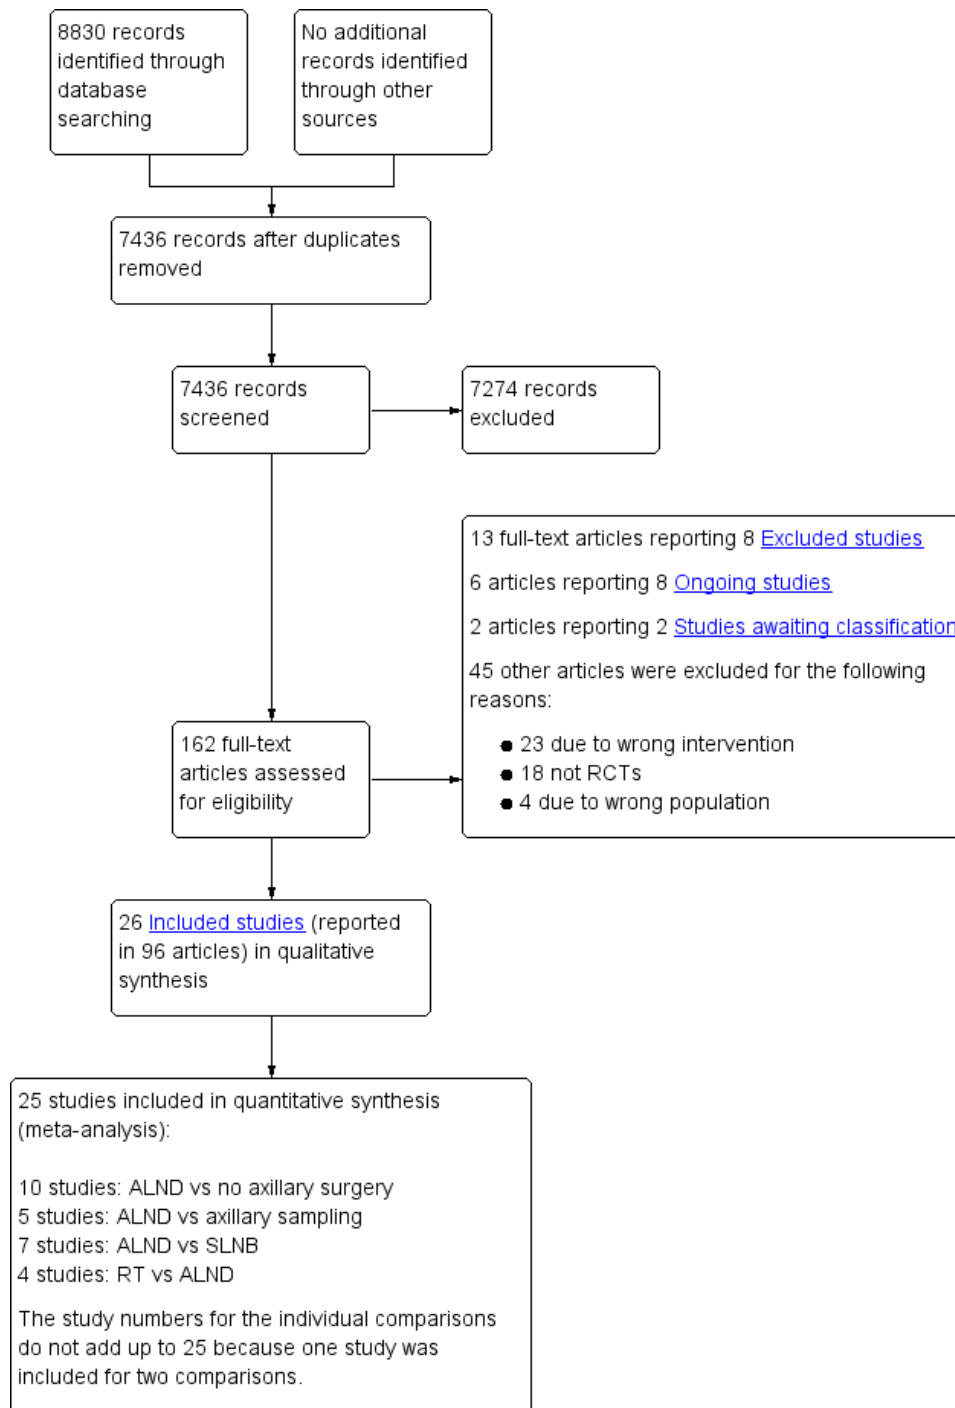 8830 records
identified through
database
searching
No additional
records identified
through other
sources
7436 records after duplicates
removed
7436 records
screened
7274 records
excluded
13 full-text articles reporting 8 Excluded studies
6 articles reporting 8 Ongoing studies
2 articles reporting 2 Studies awaiting classification
45 other articles were excluded for the following
reasons:
● 23 due to wrong intervention
● 18 not RCTs
● 4 due to wrong population
162 full-text
articles assessed
for eligibility
26 Included studies (reported
in 96 articles) in qualitative
synthesis
25 studies included in quantitative synthesis
(meta-analysis):
10 studies: ALND vs no axillary surgery
5 studies: ALND vs axillary sampling
7 studies: ALND vs SLNB
4 studies: RT vs ALND
The study numbers for the individual comparisons
do not add up to 25 because one study was
included for two comparisons.